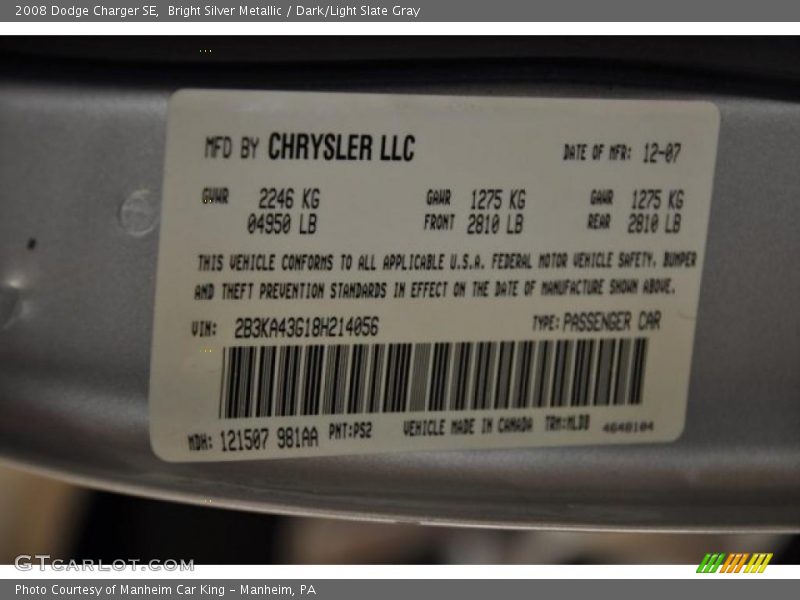 2008 Dodge Charger SE,  Bright Silver Metallic / Dark/Light Slate Gray
MFD BY CHRYSLER LLC
DATE OF MFR: 12-07
GVWR 2246 KG
04950 LB
GAWR 1275 KG
FRONT 2810 LB
GAWR 1275 KG
REAR 2810 LB
THIS VEHICLE CONFORMS TO ALL APPLICABLE U.S.A. FEDERAL MOTOR VEHICLE SAFETY, BUMPER
AND THEFT PREVENTION STANDARDS IN EFFECT ON THE DATE OF MANUFACTURE SHOWN ABOVE.
VIN: 2B3KA43G18H214056
TYPE: PASSENGER CAR
MDH: 121507 981AA PNT:PS2 VEHICLE MADE IN CANADA TRM:MLDB 4648104
GTCARLOT.COM
Photo Courtesy of Manheim Car King - Manheim, PA